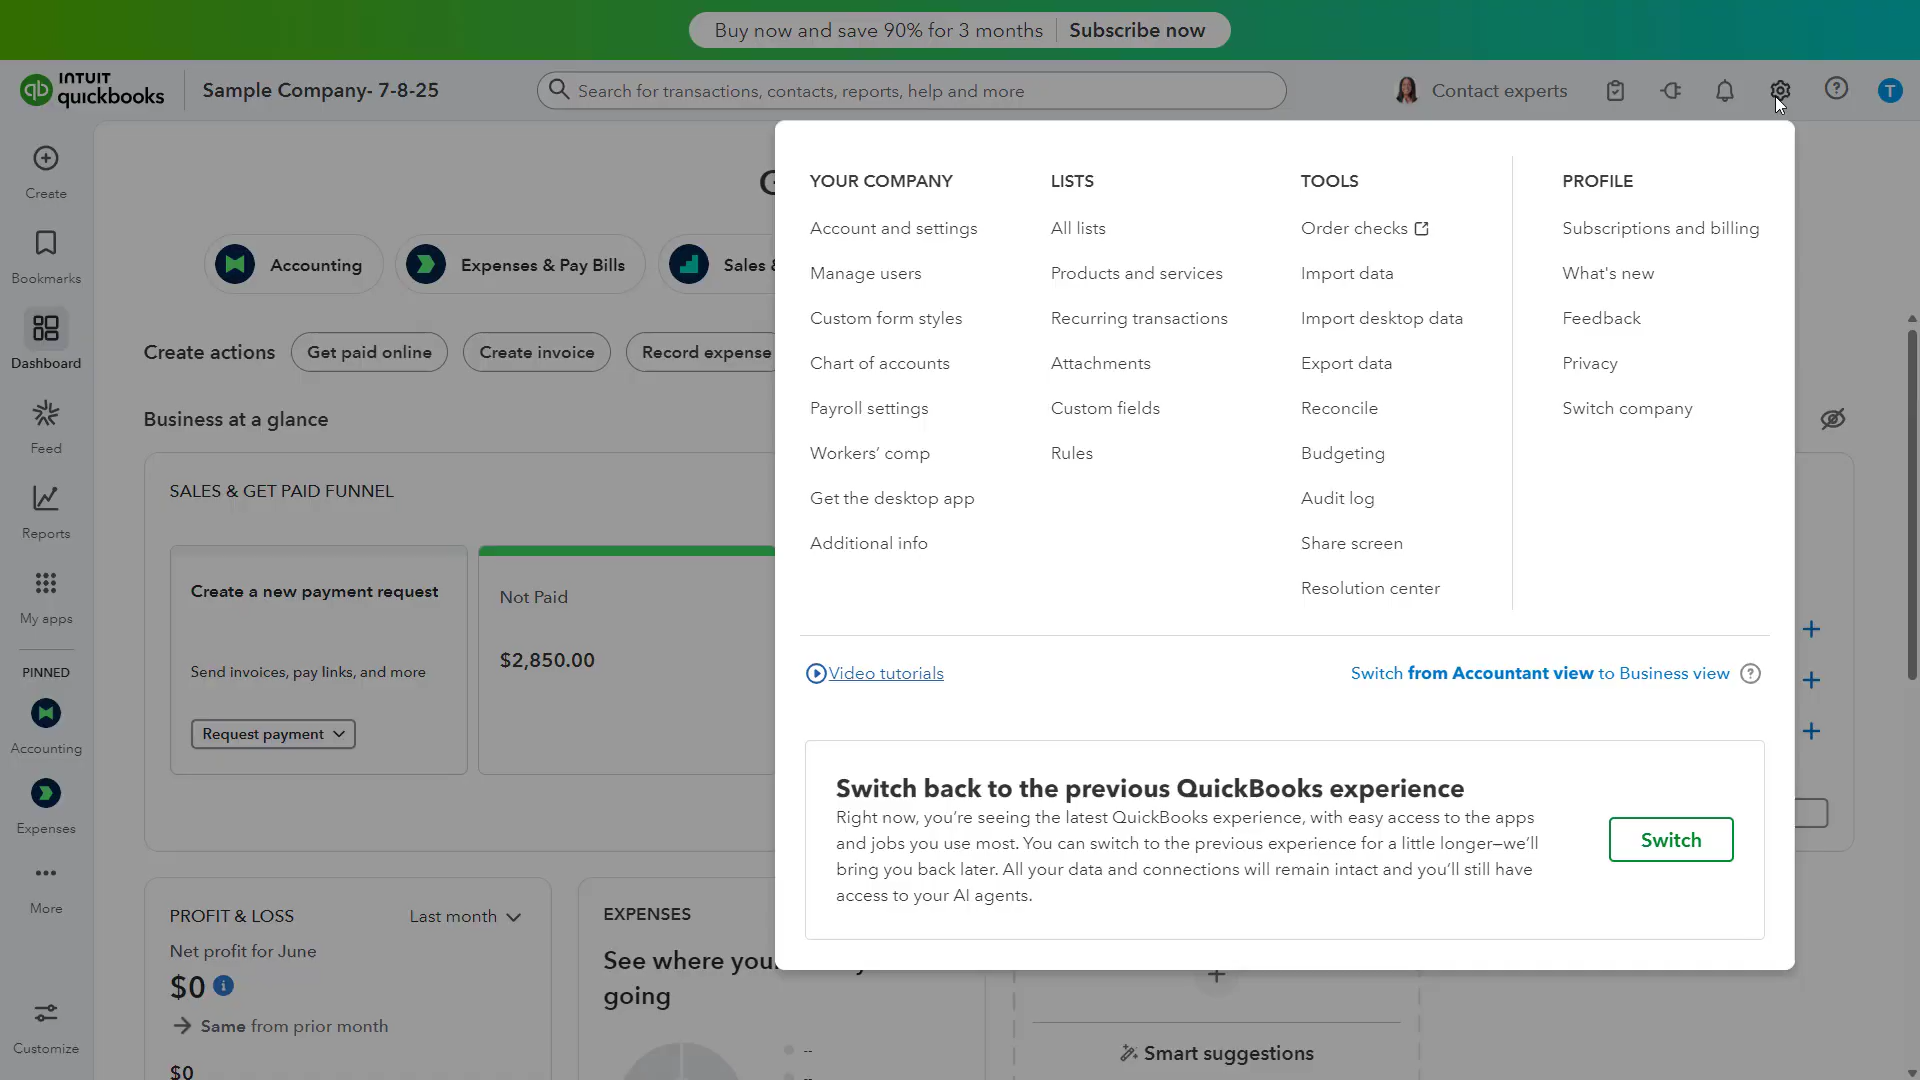 Buy now and save 90% for 3 months Subscribe now
INTUIT
quickbooks
Sample Company- 7-8-25
Search for transactions, contacts, reports, help and more
Contact experts
T
Create
Bookmarks
Dashboard
Feed
Reports
My apps
PINNED
Accounting
Expenses
More
Customize
Accounting
Expenses & Pay Bills
Sales &
Create actions
Get paid online
Create invoice
Record expense
Business at a glance
SALES & GET PAID FUNNEL
Create a new payment request
Send invoices, pay links, and more
Request payment
Not Paid
$2,850.00
PROFIT & LOSS
Last month
Net profit for June
$0
Same from prior month
$0
EXPENSES
See where you
going
--
--
Smart suggestions
YOUR COMPANY
Account and settings
Manage users
Custom form styles
Chart of accounts
Payroll settings
Workers’ comp
Get the desktop app
Additional info
LISTS
All lists
Products and services
Recurring transactions
Attachments
Custom fields
Rules
TOOLS
Order checks
Import data
Import desktop data
Export data
Reconcile
Budgeting
Audit log
Share screen
Resolution center
PROFILE
Subscriptions and billing
What's new
Feedback
Privacy
Switch company
Video tutorials
Switch from Accountant view to Business view
Switch back to the previous QuickBooks experience
Right now, you’re seeing the latest QuickBooks experience, with easy access to the apps
and jobs you use most. You can switch to the previous experience for a little longer—we’ll
bring you back later. All your data and connections will remain intact and you’ll still have
access to your AI agents.
Switch